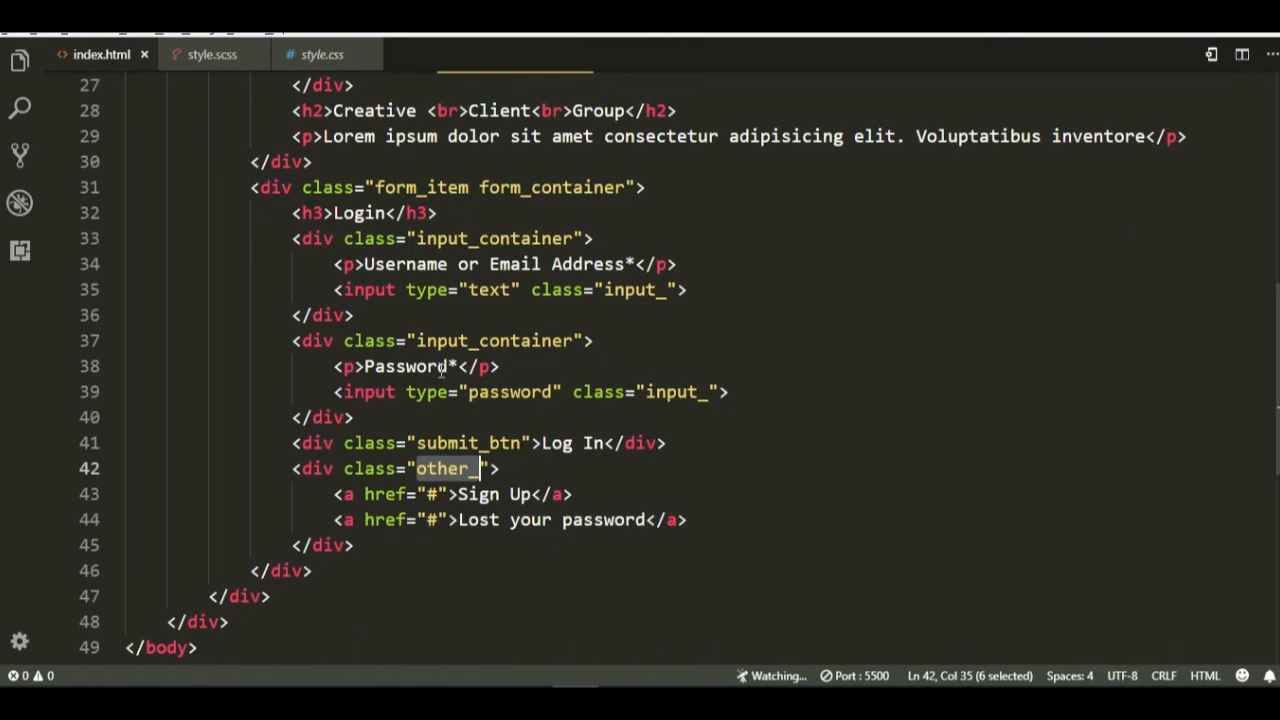 index.html
style.scss
# style.css
27 </div>
28 <h2>Creative <br>Client<br>Group</h2>
29 <p>Lorem ipsum dolor sit amet consectetur adipisicing elit. Voluptatibus inventore</p>
30 </div>
31 <div class="form_item form_container">
32 <h3>Login</h3>
33 <div class="input_container">
34 <p>Username or Email Address*</p>
35 <input type="text" class="input_">
36 </div>
37 <div class="input_container">
38 <p>Password*</p>
39 <input type="password" class="input_">
40 </div>
41 <div class="submit_btn">Log In</div>
42 <div class="other_">
43 <a href="#">Sign Up</a>
44 <a href="#">Lost your password</a>
45 </div>
46 </div>
47 </div>
48 </div>
49 </body>
0 0 Watching... Port : 5500 Ln 42, Col 35 (6 selected) Spaces: 4 UTF-8 CRLF HTML